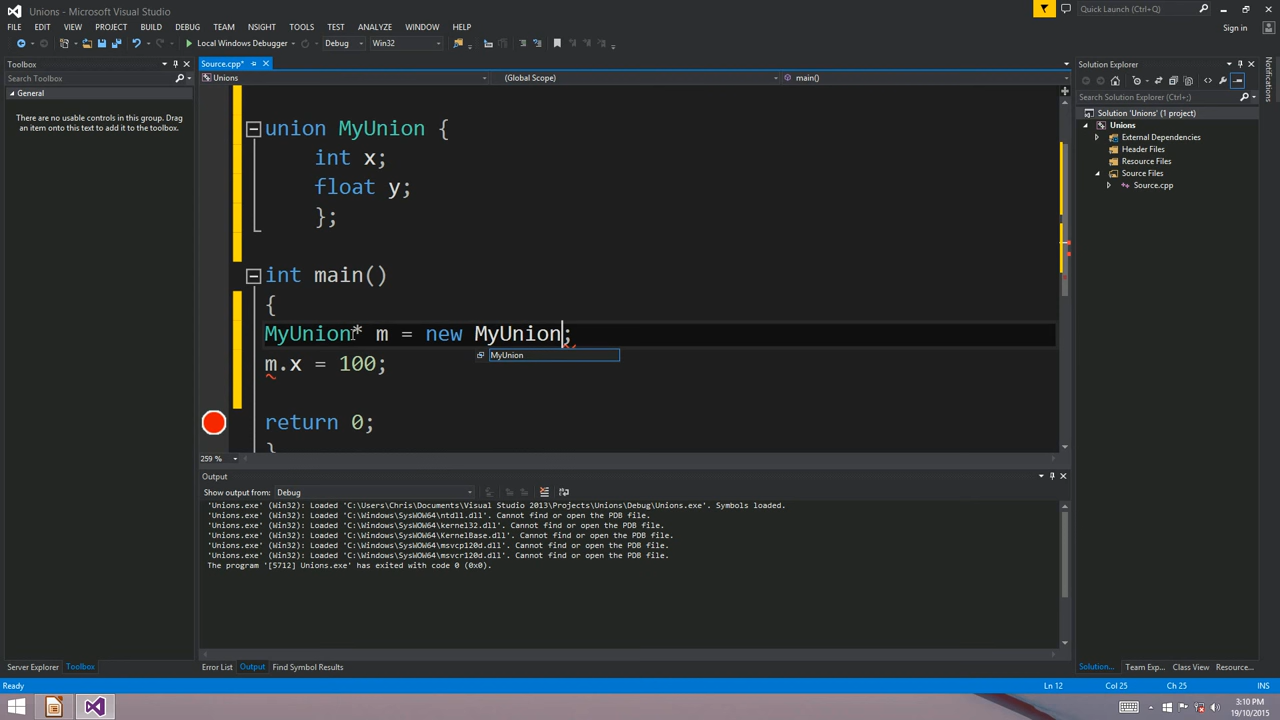 Unions - Microsoft Visual Studio
Quick Launch (Ctrl+;)
FILE EDIT VIEW PROJECT BUILD DEBUG TEAM NSIGHT TOOLS TEST ANALYZE WINDOW HELP
Sign in
Local Windows Debugger Debug Win32
Toolbox
Search Toolbox
General
There are no usable controls in this group. Drag
an item onto this text to add it to the toolbox.
Source.cpp*
Unions (Global Scope) main()
union MyUnion {
int x;
float y;
};
int main()
{
MyUnion* m = new MyUnion;
MyUnion
m.x = 100;
return 0;
}
259 %
Output
Show output from: Debug
'Unions.exe' (Win32): Loaded 'C:\Users\Chris\Documents\Visual Studio 2013\Projects\Unions\Debug\Unions.exe'. Symbols loaded.
'Unions.exe' (Win32): Loaded 'C:\Windows\SysWOW64\ntdll.dll'. Cannot find or open the PDB file.
'Unions.exe' (Win32): Loaded 'C:\Windows\SysWOW64\kernel32.dll'. Cannot find or open the PDB file.
'Unions.exe' (Win32): Loaded 'C:\Windows\SysWOW64\KernelBase.dll'. Cannot find or open the PDB file.
'Unions.exe' (Win32): Loaded 'C:\Windows\SysWOW64\msvcp120d.dll'. Cannot find or open the PDB file.
'Unions.exe' (Win32): Loaded 'C:\Windows\SysWOW64\msvcr120d.dll'. Cannot find or open the PDB file.
The program '[5712] Unions.exe' has exited with code 0 (0x0).
Solution Explorer
Search Solution Explorer (Ctrl+;)
Solution 'Unions' (1 project)
Unions
External Dependencies
Header Files
Resource Files
Source Files
Source.cpp
Notifications
Server Explorer Toolbox
Error List Output Find Symbol Results
Solution... Team Exp... Class View Resource...
Ready
Ln 12 Col 25 Ch 25 INS
3:10 PM
19/10/2015